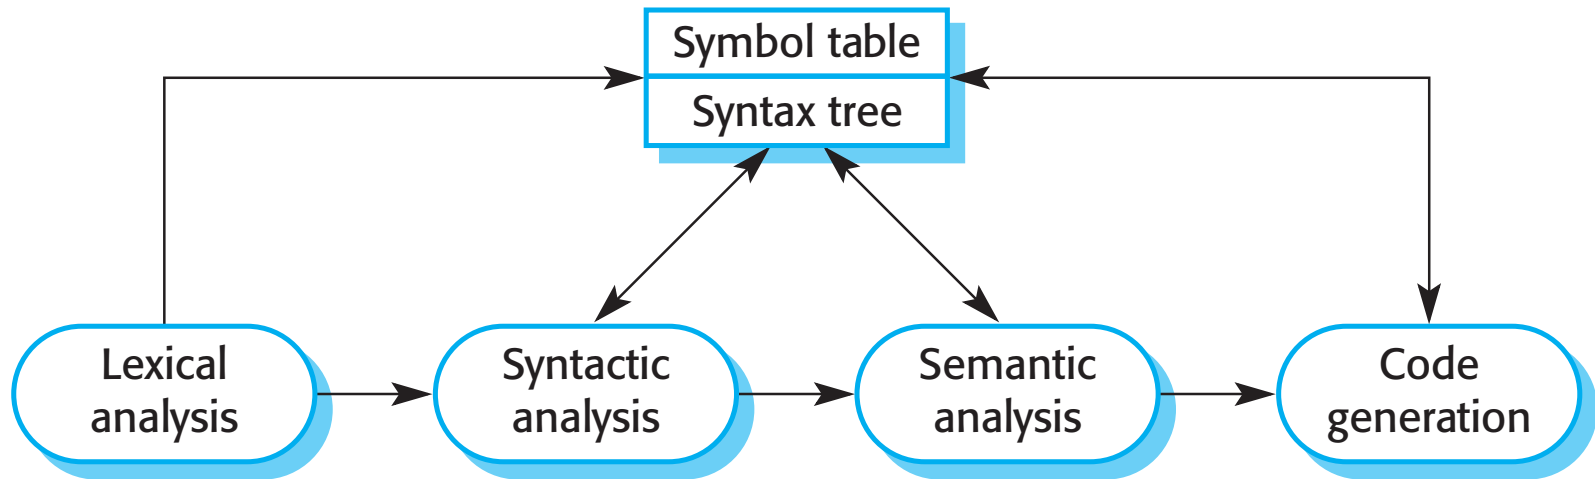 Symbol table
Syntax tree
Lexical
analysis
Syntactic
analysis
Semantic
analysis
Code
generation